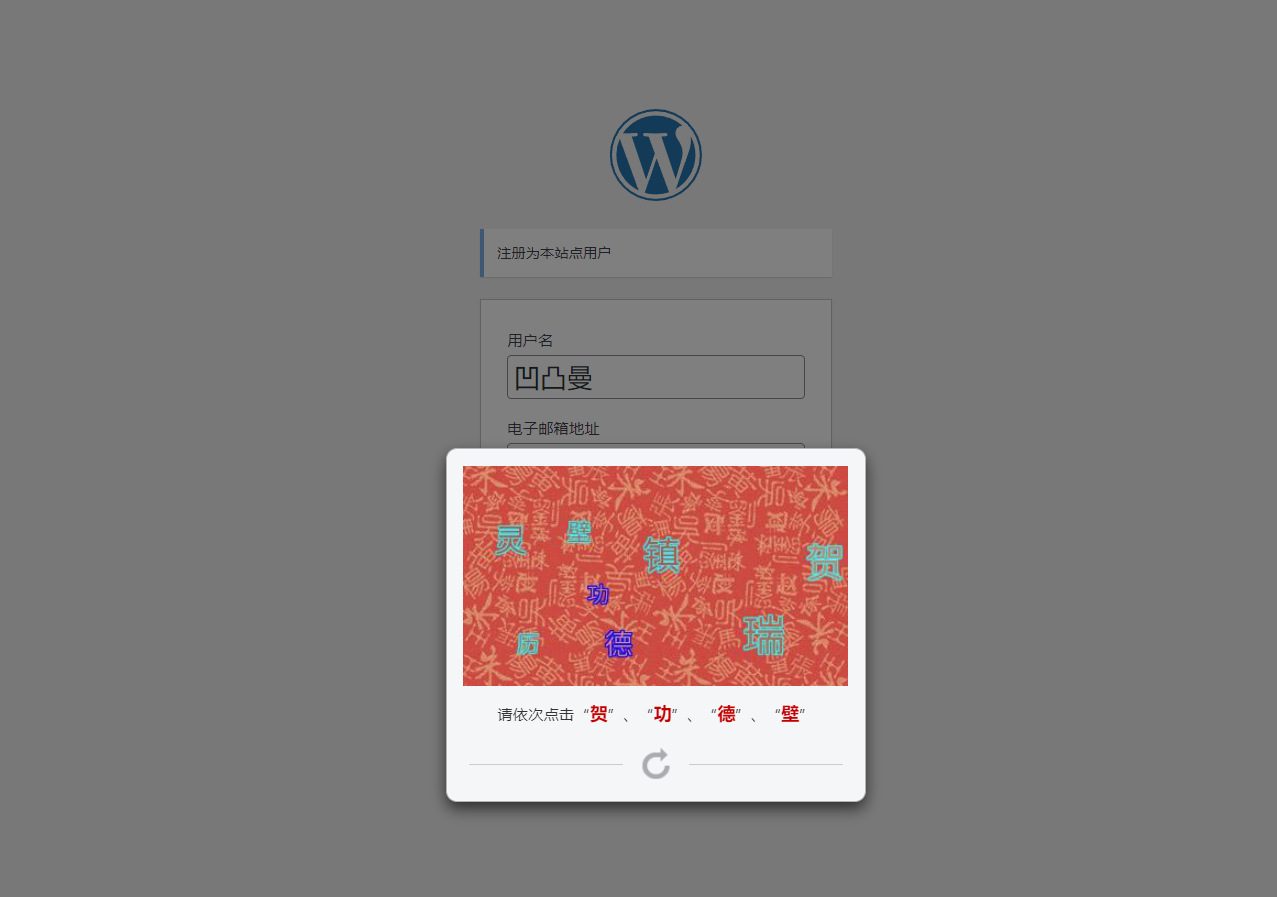 注册为本站点用户
用户名
凹凸曼
电子邮箱地址
灵 壁 镇 贺
功
历 德 瑞
请依次点击“贺”、“功”、“德”、“壁”